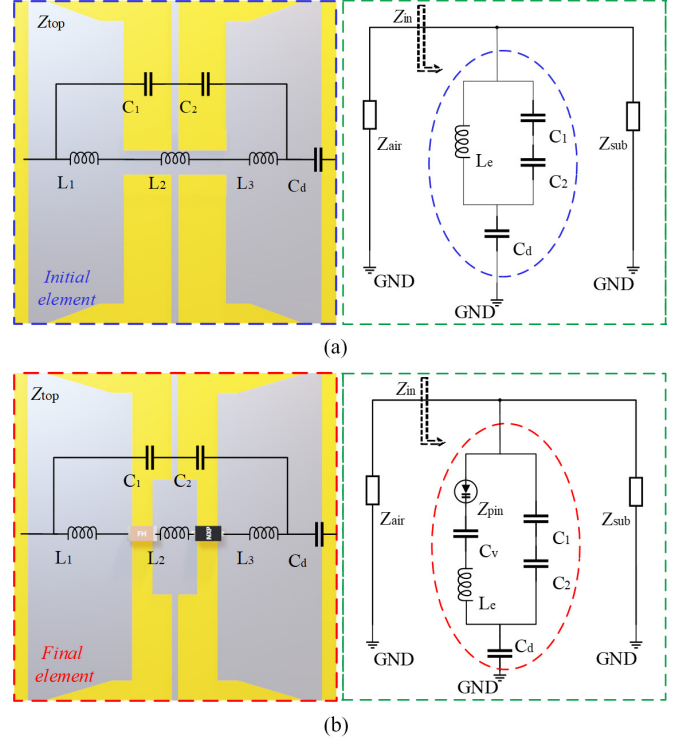 Ztop
Zin
C1 C2
C1
Zair
Zsub
Le
C2
L1 L2 L3 Cd
Cd
Initial
element
GND
GND
GND
(a)
Ztop
Zin
C1 C2
Zpin
Zair
Zsub
C1
FH
NXP
Cv
L1 L2 L3 Cd
C2
Le
Final
element
Cd
GND
GND
GND
(b)